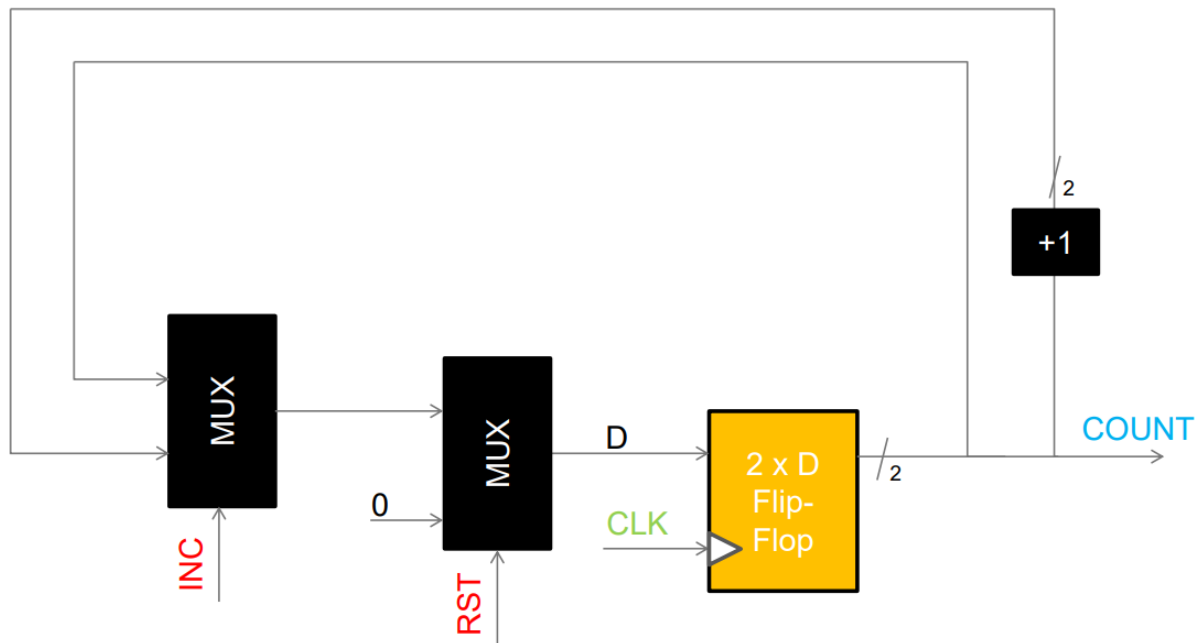 2
+1
MUX
MUX
D
COUNT
2 x D
Flip-
Flop
2
0
CLK
INC
RST